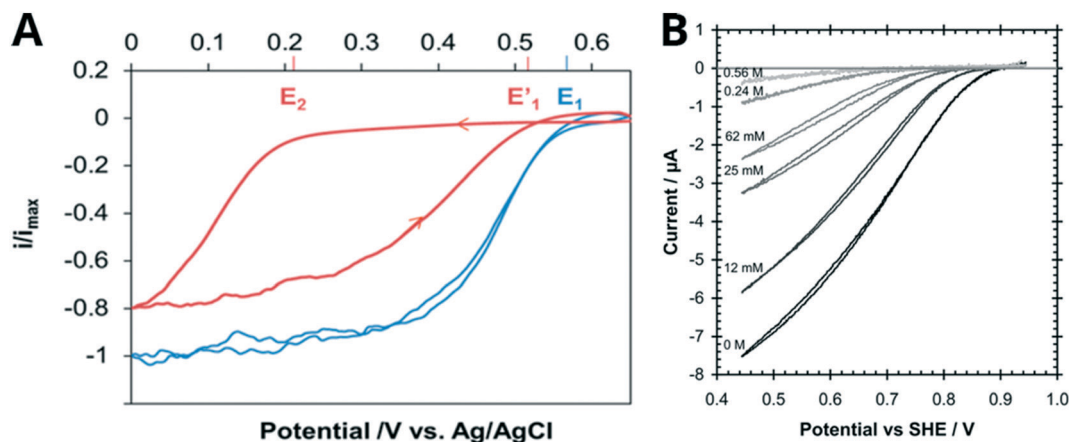 A
0 0.1 0.2 0.3 0.4 0.5 0.6
0.2
0
-0.2
-0.4
-0.6
-0.8
-1
E2 E'1 E1
i/imax
Potential /V vs. Ag/AgCl
B
1
0
-1
-2
-3
-4
-5
-6
-7
-8
0.56 M
0.24 M
62 mM
25 mM
12 mM
0 M
Current / µA
0.4 0.5 0.6 0.7 0.8 0.9 1.0
Potential vs SHE / V